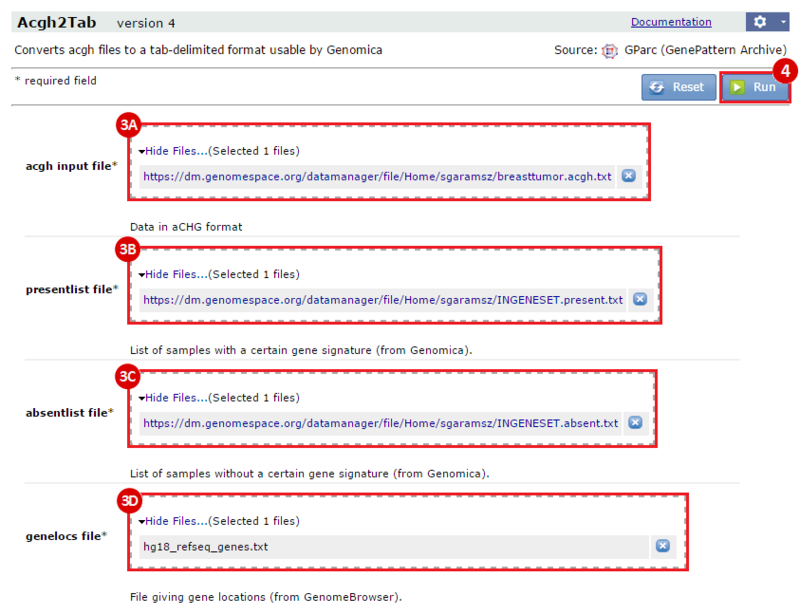 Acgh2Tab version 4 Documentation
Converts acgh files to a tab-delimited format usable by Genomica Source: GParc (GenePattern Archive)
* required field
Reset Run 4
3A
Hide Files...(Selected 1 files)
acgh input file* https://dm.genomespace.org/datamanager/file/Home/sgaramsz/breasttumor.acgh.txt
Data in aCHG format
3B
Hide Files...(Selected 1 files)
presentlist file* https://dm.genomespace.org/datamanager/file/Home/sgaramsz/INGENESET.present.txt
List of samples with a certain gene signature (from Genomica).
3C
Hide Files...(Selected 1 files)
absentlist file* https://dm.genomespace.org/datamanager/file/Home/sgaramsz/INGENESET.absent.txt
List of samples without a certain gene signature (from Genomica).
3D
Hide Files...(Selected 1 files)
genelocs file* hg18_refseq_genes.txt
File giving gene locations (from GenomeBrowser).